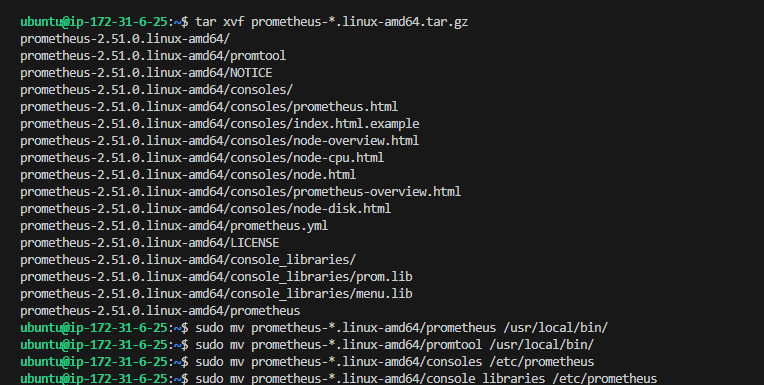 ubuntu@ip-172-31-6-25:~$ tar xvf prometheus-*.linux-amd64.tar.gz
prometheus-2.51.0.linux-amd64/
prometheus-2.51.0.linux-amd64/promtool
prometheus-2.51.0.linux-amd64/NOTICE
prometheus-2.51.0.linux-amd64/consoles/
prometheus-2.51.0.linux-amd64/consoles/prometheus.html
prometheus-2.51.0.linux-amd64/consoles/index.html.example
prometheus-2.51.0.linux-amd64/consoles/node-overview.html
prometheus-2.51.0.linux-amd64/consoles/node-cpu.html
prometheus-2.51.0.linux-amd64/consoles/node.html
prometheus-2.51.0.linux-amd64/consoles/prometheus-overview.html
prometheus-2.51.0.linux-amd64/consoles/node-disk.html
prometheus-2.51.0.linux-amd64/prometheus.yml
prometheus-2.51.0.linux-amd64/LICENSE
prometheus-2.51.0.linux-amd64/console_libraries/
prometheus-2.51.0.linux-amd64/console_libraries/prom.lib
prometheus-2.51.0.linux-amd64/console_libraries/menu.lib
prometheus-2.51.0.linux-amd64/prometheus
ubuntu@ip-172-31-6-25:~$ sudo mv prometheus-*.linux-amd64/prometheus /usr/local/bin/
ubuntu@ip-172-31-6-25:~$ sudo mv prometheus-*.linux-amd64/promtool /usr/local/bin/
ubuntu@ip-172-31-6-25:~$ sudo mv prometheus-*.linux-amd64/consoles /etc/prometheus
ubuntu@ip-172-31-6-25:~$ sudo mv prometheus-*.linux-amd64/console_libraries /etc/prometheus